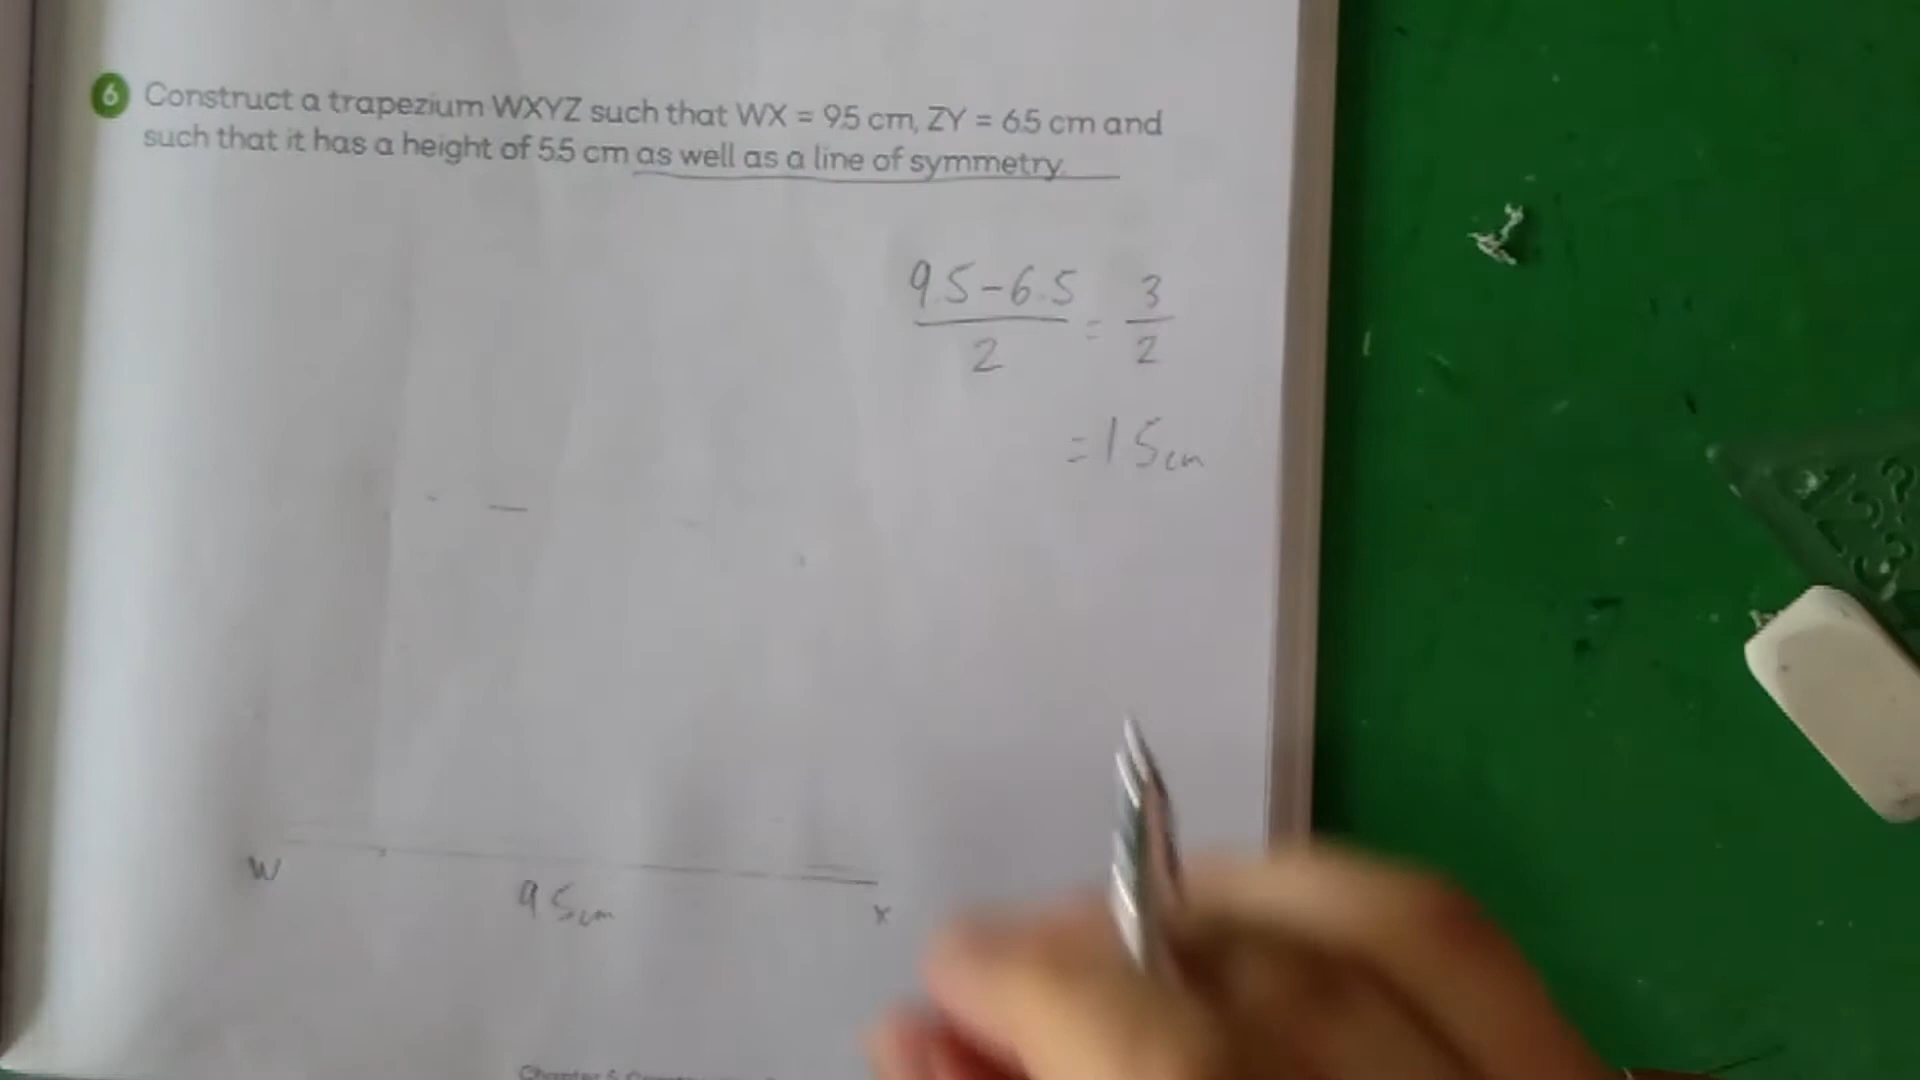 6 Construct a trapezium WXYZ such that WX = 9.5 cm, ZY = 6.5 cm and
such that it has a height of 5.5 cm as well as a line of symmetry.
9.5-6.5 = 3
2 2
=1.5cm
W
9.5cm
X